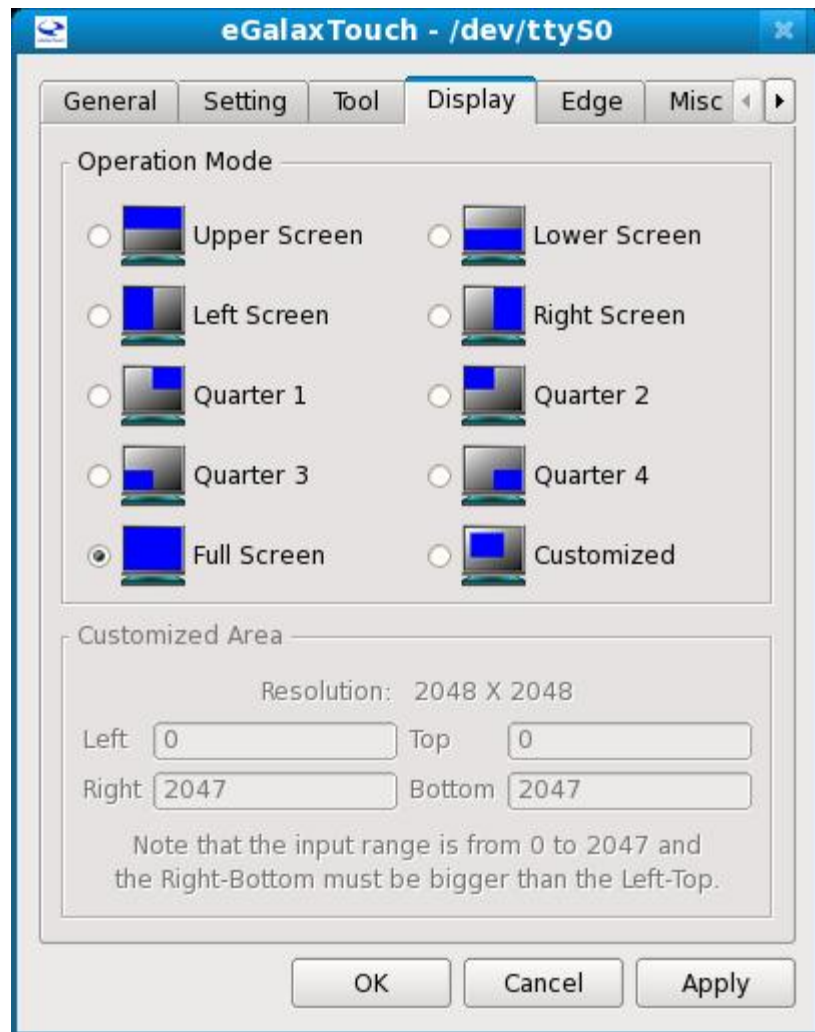 eGalaxTouch - /dev/ttyS0
General Setting Tool Display Edge Misc
Operation Mode
Upper Screen Lower Screen
Left Screen Right Screen
Quarter 1 Quarter 2
Quarter 3 Quarter 4
Full Screen Customized
Customized Area
Resolution: 2048 X 2048
Left 0 Top 0
Right 2047 Bottom 2047
Note that the input range is from 0 to 2047 and
the Right-Bottom must be bigger than the Left-Top.
OK Cancel Apply